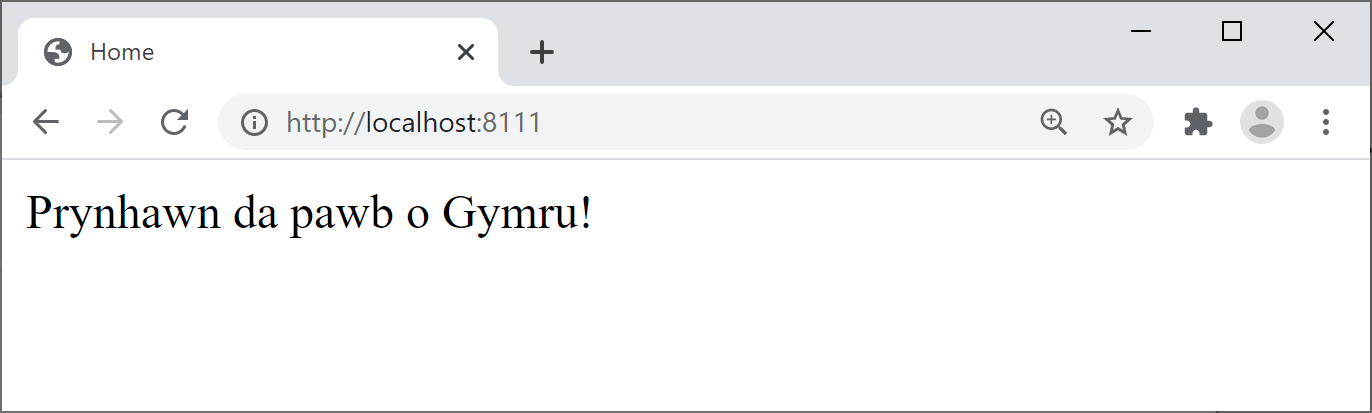 Home
http://localhost:8111
Prynhawn da pawb o Gymru!